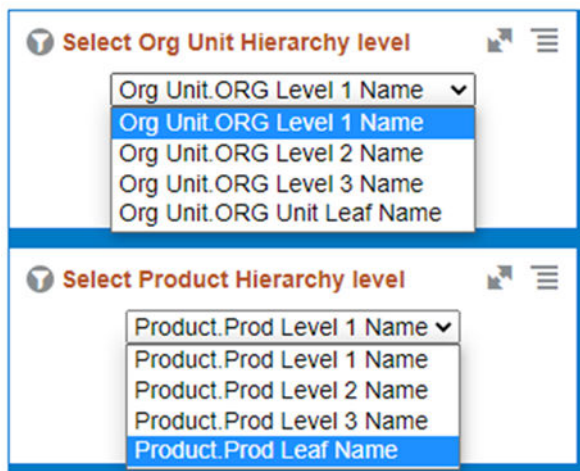 Select Org Unit Hierarchy level
Org Unit.ORG Level 1 Name
Org Unit.ORG Level 1 Name
Org Unit.ORG Level 2 Name
Org Unit.ORG Level 3 Name
Org Unit.ORG Unit Leaf Name
Select Product Hierarchy level
Product.Prod Level 1 Name
Product.Prod Level 1 Name
Product.Prod Level 2 Name
Product.Prod Level 3 Name
Product.Prod Leaf Name